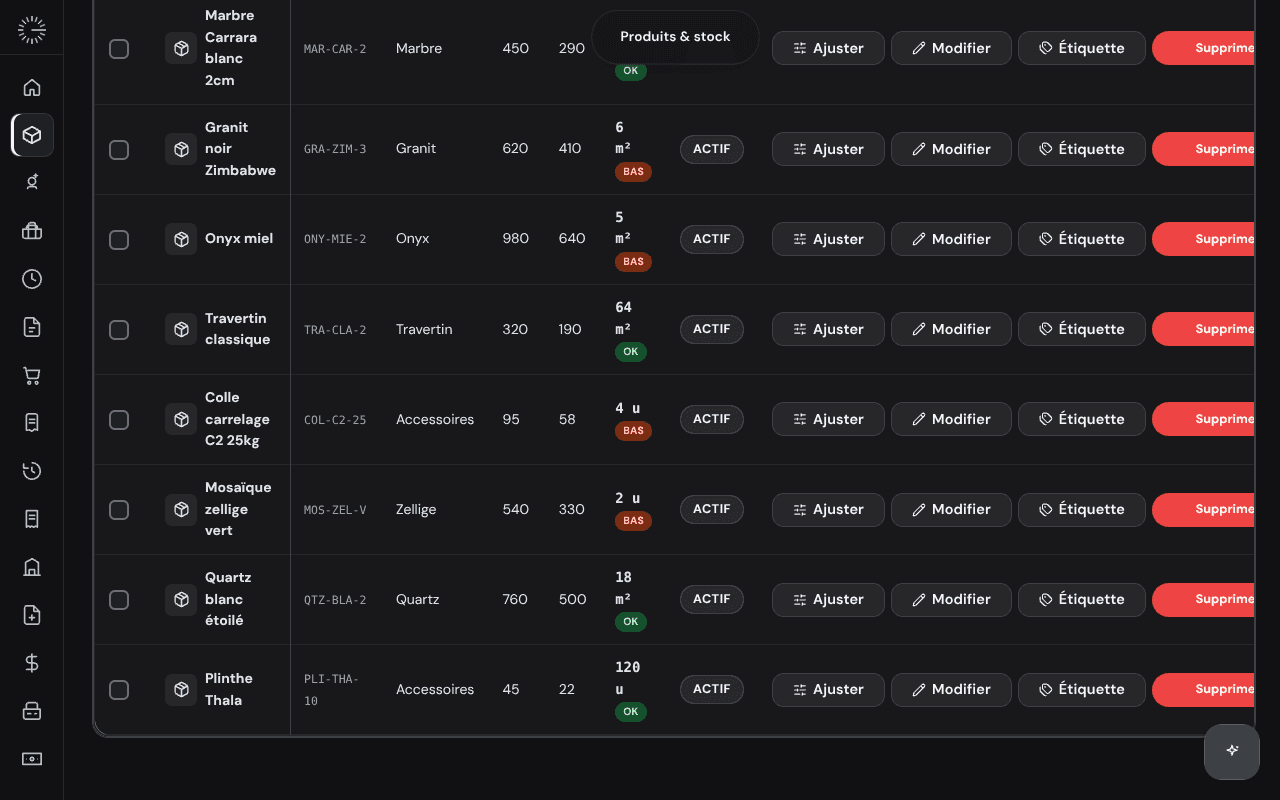 Produits & stock
Marbre
Carrara
blanc
2cm
MAR-CAR-2
Marbre
450
290
OK
Ajuster
Modifier
Étiquette
Supprime
Granit
noir
Zimbabwe
GRA-ZIM-3
Granit
620
410
6
m²
BAS
ACTIF
Ajuster
Modifier
Étiquette
Supprime
Onyx miel
ONY-MIE-2
Onyx
980
640
5
m²
BAS
ACTIF
Ajuster
Modifier
Étiquette
Supprime
Travertin
classique
TRA-CLA-2
Travertin
320
190
64
m²
OK
ACTIF
Ajuster
Modifier
Étiquette
Supprime
Colle
carrelage
C2 25kg
COL-C2-25
Accessoires
95
58
4 u
BAS
ACTIF
Ajuster
Modifier
Étiquette
Supprime
Mosaïque
zellige
vert
MOS-ZEL-V
Zellige
540
330
2 u
BAS
ACTIF
Ajuster
Modifier
Étiquette
Supprime
Quartz
blanc
étoilé
QTZ-BLA-2
Quartz
760
500
18
m²
OK
ACTIF
Ajuster
Modifier
Étiquette
Supprime
Plinthe
Thala
PLI-THA-
10
Accessoires
45
22
120
u
OK
ACTIF
Ajuster
Modifier
Étiquette
Supprime